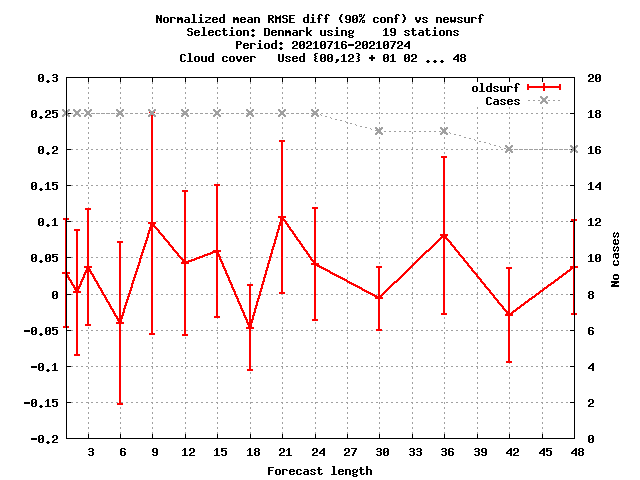 Normalized mean RMSE diff (90% conf) vs newsurf
Selection: Denmark using    19 stations
Period: 20210716-20210724
Cloud cover   Used {00,12} + 01 02 ... 48
oldsurf
Cases
0.3
0.25
0.2
0.15
0.1
0.05
0
-0.05
-0.1
-0.15
-0.2
20
18
16
14
12
10
8
6
4
2
0
No cases
3 6 9 12 15 18 21 24 27 30 33 36 39 42 45 48
Forecast length